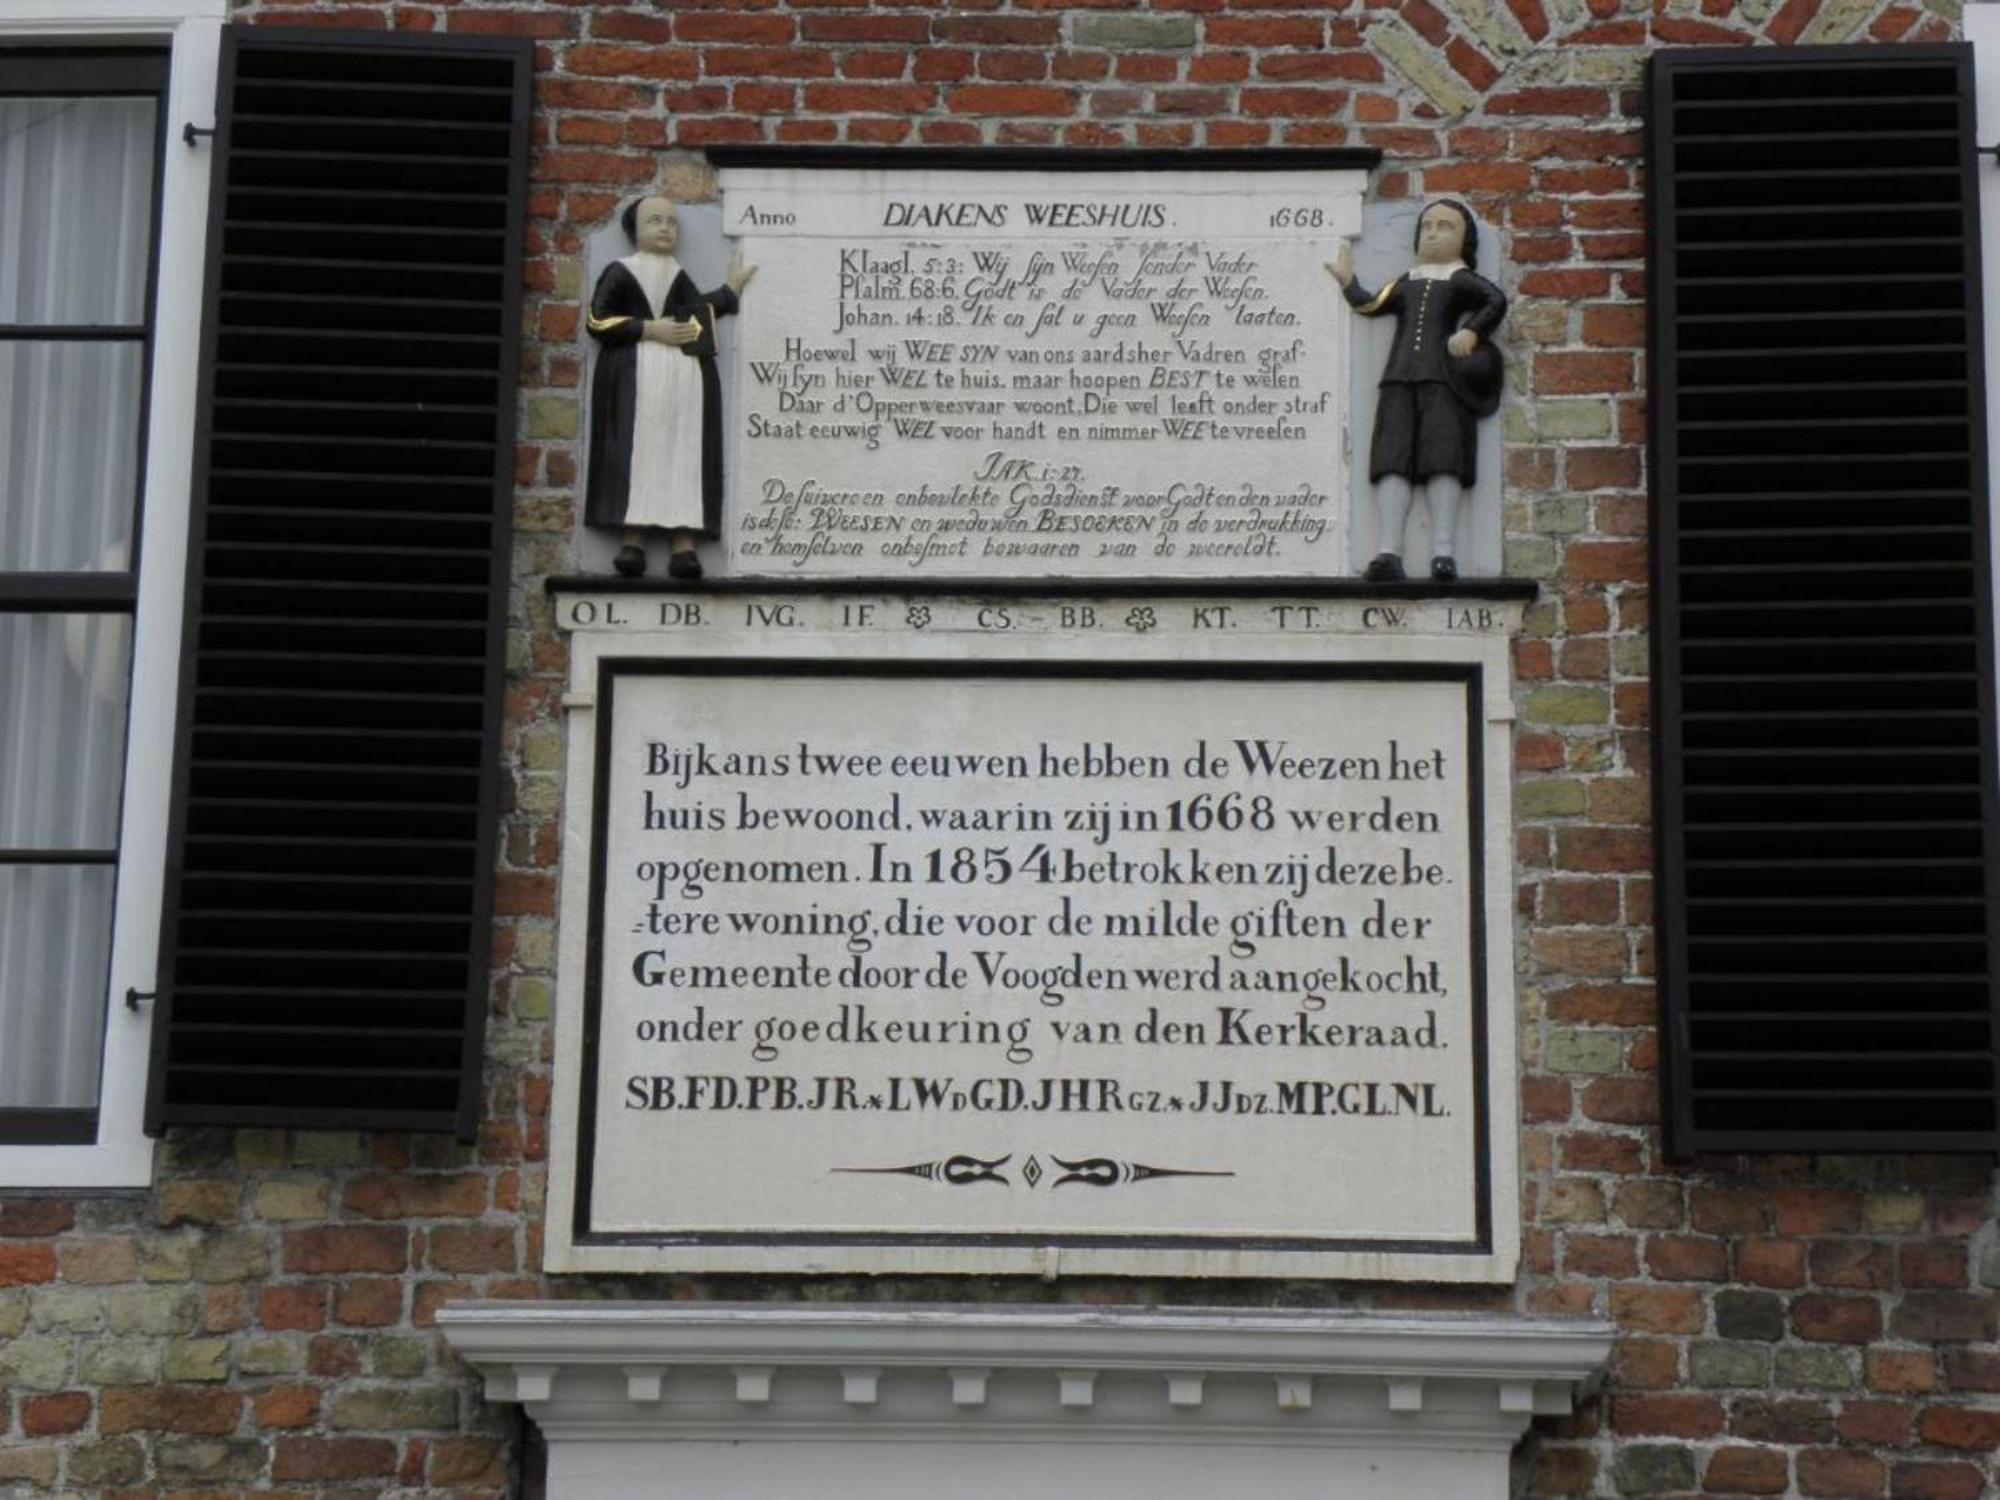 Anno DIAKENS WEESHUIS. 1668.
Klaagl. 5:3: Wij sijn Weesen sonder Vader
Psalm. 68:6. Godt is de Vader der Weesen.
Johan. 14:18. Ik en sal u geen Weesen laaten.
Hoewel wij WEE SYN van ons aardsher Vadren graf
Wij syn hier WEL te huis. maar hoopen BEST te wesen
Daar d'Opperweesvaar woont, Die wel leeft onder straf
Staat eeuwig WEL voor handt en nimmer WEE te vreesen
JAK. 1:27.
De suivere en onbevlekte Godsdienst voor Godt en den vader
is dese: WEESEN en weduwen BESOEKEN in de verdrukking:
en hemselven onbesmet bewaaren van de weereldt.
OL. DB. IVG. IF. CS. - BB. KT. TT. CW. IAB.
Bijkans twee eeuwen hebben de Weezen het
huis bewoond, waarin zij in 1668 werden
opgenomen. In 1854 betrokken zij deze be-
-tere woning, die voor de milde giften der
Gemeente door de Voogden werd aangekocht,
onder goedkeuring van den Kerkeraad.
SB.FD.PB.JR.*LWDGD.JHRGZ.*JJDZ.MP.GL.NL.